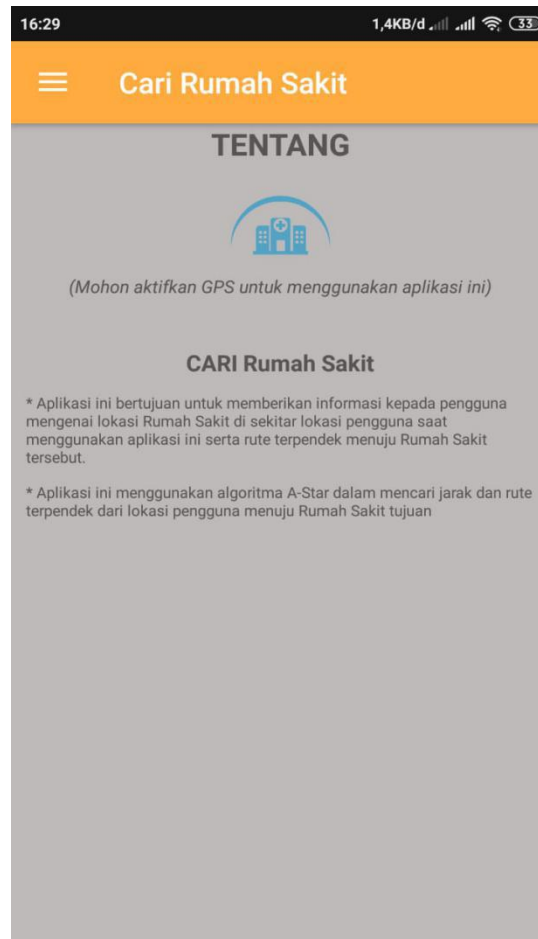 16:29 1,4KB/d 33
Cari Rumah Sakit
TENTANG
(Mohon aktifkan GPS untuk menggunakan aplikasi ini)
CARI Rumah Sakit
* Aplikasi ini bertujuan untuk memberikan informasi kepada pengguna
mengenai lokasi Rumah Sakit di sekitar lokasi pengguna saat
menggunakan aplikasi ini serta rute terpendek menuju Rumah Sakit
tersebut.
* Aplikasi ini menggunakan algoritma A-Star dalam mencari jarak dan rute
terpendek dari lokasi pengguna menuju Rumah Sakit tujuan